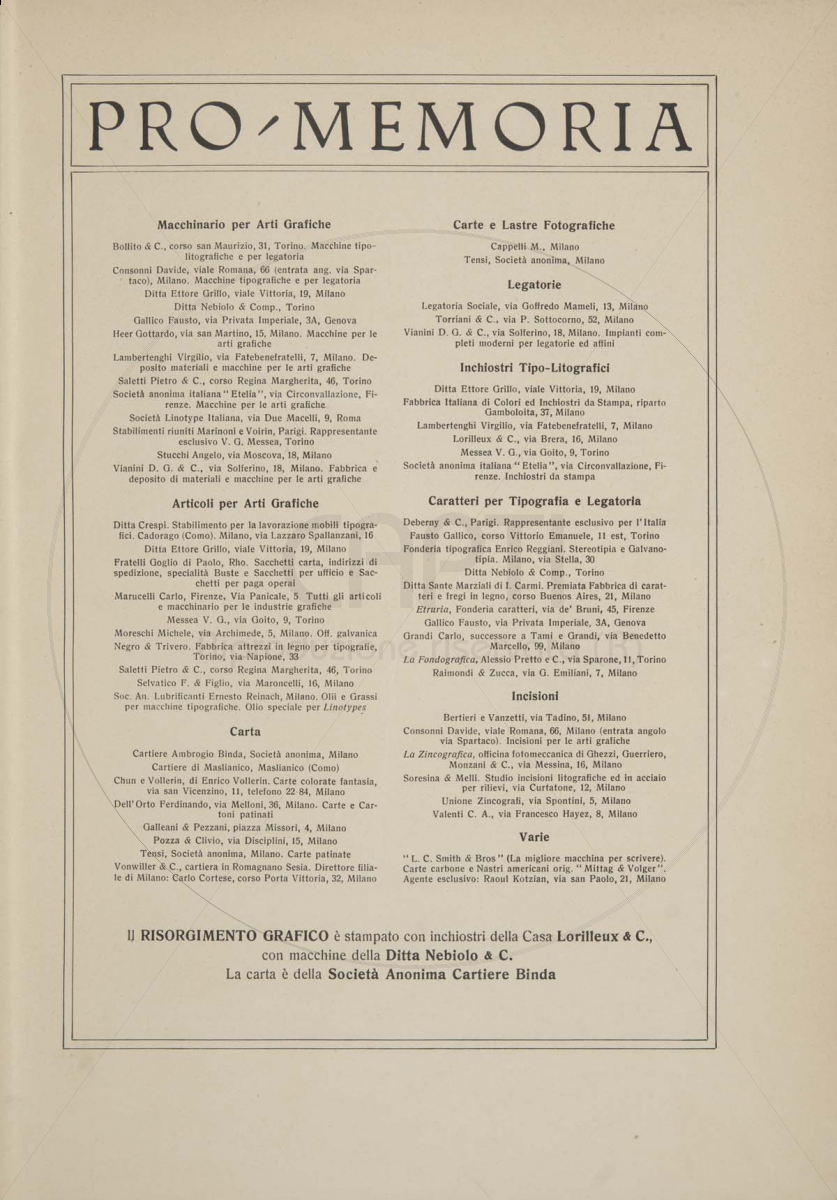 PRO-MEMORIA
Macchinario per Arti Grafiche
Bollito & C., corso san Maurizio, 31, Torino. Macchine tipo-
litografiche e per legatoria
Consonni Davide, viale Romana, 66 (entrata ang. via Spar-
taco), Milano. Macchine tipografiche e per legatoria
Ditta Ettore Grillo, viale Vittoria, 19, Milano
Ditta Nebiolo & Comp., Torino
Gallico Fausto, via Privata Imperiale, 3A, Genova
Heer Gottardo, via san Martino, 15, Milano. Macchine per le
arti grafiche
Lambertenghi Virgilio, via Fatebenefratelli, 7, Milano. De-
posito materiali e macchine per le arti grafiche
Saletti Pietro & C., corso Regina Margherita, 46, Torino
Società anonima italiana "Etelia", via Circonvallazione, Fi-
renze. Macchine per le arti grafiche
Società Linotype Italiana, via Due Macelli, 9, Roma
Stabilimenti riuniti Marinoni e Voirin, Parigi. Rappresentante
esclusivo V. G. Messea, Torino
Stucchi Angelo, via Moscova, 18, Milano
Vianini D. G. & C., via Solferino, 18, Milano. Fabbrica e
deposito di materiali e macchine per le arti grafiche
Articoli per Arti Grafiche
Ditta Crespi. Stabilimento per la lavorazione mobili tipogra-
fici. Cadorago (Como). Milano, via Lazzaro Spallanzani, 16
Ditta Ettore Grillo, viale Vittoria, 19, Milano
Fratelli Goglio di Paolo, Rho. Sacchetti carta, indirizzi di
spedizione, specialità Buste e Sacchetti per ufficio e Sac-
chetti per paga operai
Marucelli Carlo, Firenze, Via Panicale, 5. Tutti gli articoli
e macchinario per le industrie grafiche
Messea V. G., via Goito, 9, Torino
Moreschi Michele, via Archimede, 5, Milano. Off. galvanica
Negro & Trivero. Fabbrica attrezzi in legno per tipografie,
Torino, via Napione, 33
Saletti Pietro & C., corso Regina Margherita, 46, Torino
Selvatico F. & Figlio, via Maroncelli, 16, Milano
Soc. An. Lubrificanti Ernesto Reinach, Milano. Olii e Grassi
per macchine tipografiche. Olio speciale per Linotypes
Carta
Cartiere Ambrogio Binda, Società anonima, Milano
Cartiere di Maslianico, Maslianico (Como)
Chun e Vollerin, di Enrico Vollerin. Carte colorate fantasia,
via san Vicenzino, 11, telefono 22 84, Milano
Dell'Orto Ferdinando, via Melloni, 36, Milano. Carte e Car-
toni patinati
Galleani & Pezzani, piazza Missori, 4, Milano
Pozza & Clivio, via Disciplini, 15, Milano
Tensi, Società anonima, Milano. Carte patinate
Vonwiller & C., cartiera in Romagnano Sesia. Direttore filia-
le di Milano: Carlo Cortese, corso Porta Vittoria, 32, Milano
Carte e Lastre Fotografiche
Cappelli M., Milano
Tensi, Società anonima, Milano
Legatorie
Legatoria Sociale, via Goffredo Mameli, 13, Milano
Torriani & C., via P. Sottocorno, 52, Milano
Vianini D. G. & C., via Solferino, 18, Milano. Impianti com-
pleti moderni per legatorie ed affini
Inchiostri Tipo-Litografici
Ditta Ettore Grillo, viale Vittoria, 19, Milano
Fabbrica Italiana di Colori ed Inchiostri da Stampa, riparto
Gamboloita, 37, Milano
Lambertenghi Virgilio, via Fatebenefratelli, 7, Milano
Lorilleux & C., via Brera, 16, Milano
Messea V. G., via Goito, 9, Torino
Società anonima italiana "Etelia", via Circonvallazione, Fi-
renze. Inchiostri da stampa
Caratteri per Tipografia e Legatoria
Deberny & C., Parigi. Rappresentante esclusivo per l'Italia
Fausto Gallico, corso Vittorio Emanuele, 11 est, Torino
Fonderia tipografica Enrico Reggiani. Stereotipia e Galvano-
tipia. Milano, via Stella, 30
Ditta Nebiolo & Comp., Torino
Ditta Sante Marziali di I. Carmi. Premiata Fabbrica di carat-
teri e fregi in legno, corso Buenos Aires, 21, Milano
Etruria, Fonderia caratteri, via de' Bruni, 45, Firenze
Gallico Fausto, via Privata Imperiale, 3A, Genova
Grandi Carlo, successore a Tami e Grandi, via Benedetto
Marcello, 99, Milano
La Fondografica, Alessio Pretto e C., via Sparone, 11, Torino
Raimondi & Zucca, via G. Emiliani, 7, Milano
Incisioni
Bertieri e Vanzetti, via Tadino, 51, Milano
Consonni Davide, viale Romana, 66, Milano (entrata angolo
via Spartaco). Incisioni per le arti grafiche
La Zincografica, officina fotomeccanica di Ghezzi, Guerriero,
Monzani & C., via Messina, 16, Milano
Soresina & Melli. Studio incisioni litografiche ed in acciaio
per rilievi, via Curtatone, 12, Milano
Unione Zincografi, via Spontini, 5, Milano
Valenti C. A., via Francesco Hayez, 8, Milano
Varie
"L. C. Smith & Bros" (La migliore macchina per scrivere).
Carte carbone e Nastri americani orig. "Mittag & Volger".
Agente esclusivo: Raoul Kotzian, via san Paolo, 21, Milano
Il RISORGIMENTO GRAFICO è stampato con inchiostri della Casa Lorilleux & C.,
con macchine della Ditta Nebiolo & C.
La carta è della Società Anonima Cartiere Binda